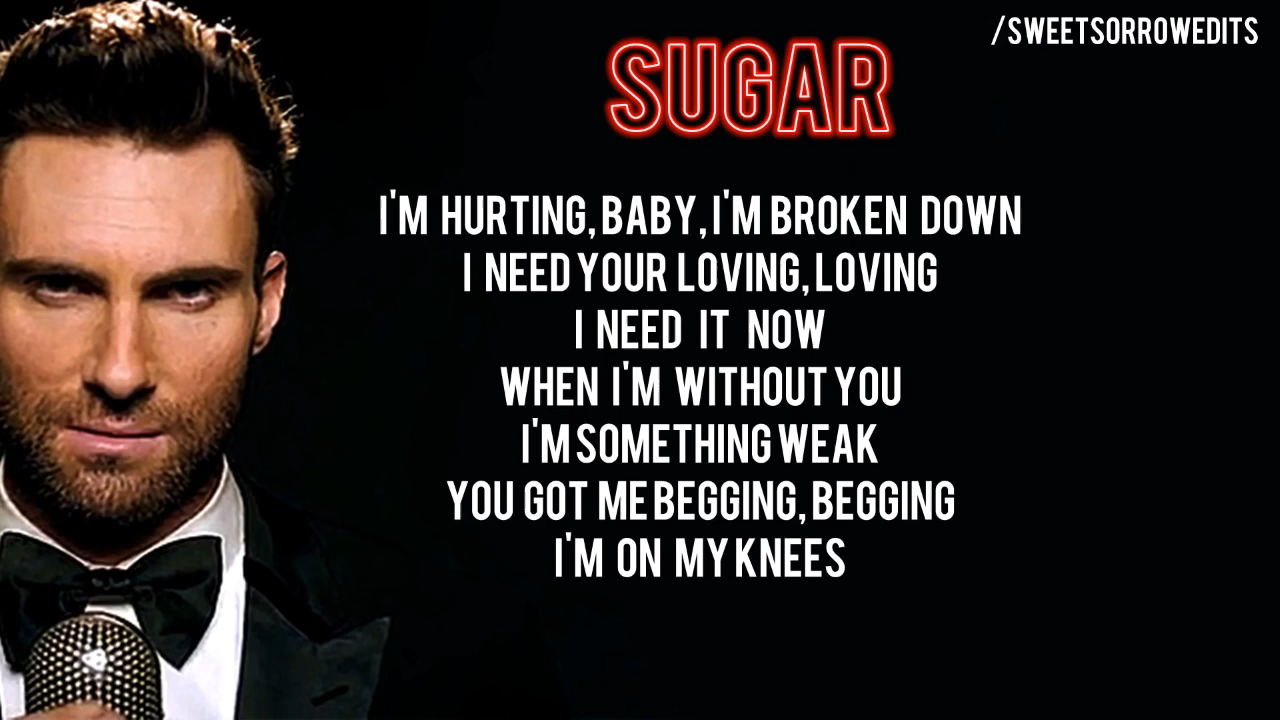 /SWEETSORROWEDITS
SUGAR
I'M HURTING, BABY, I'M BROKEN DOWN
I NEED YOUR LOVING, LOVING
I NEED IT NOW
WHEN I'M WITHOUT YOU
I'M SOMETHING WEAK
YOU GOT ME BEGGING, BEGGING
I'M ON MY KNEES